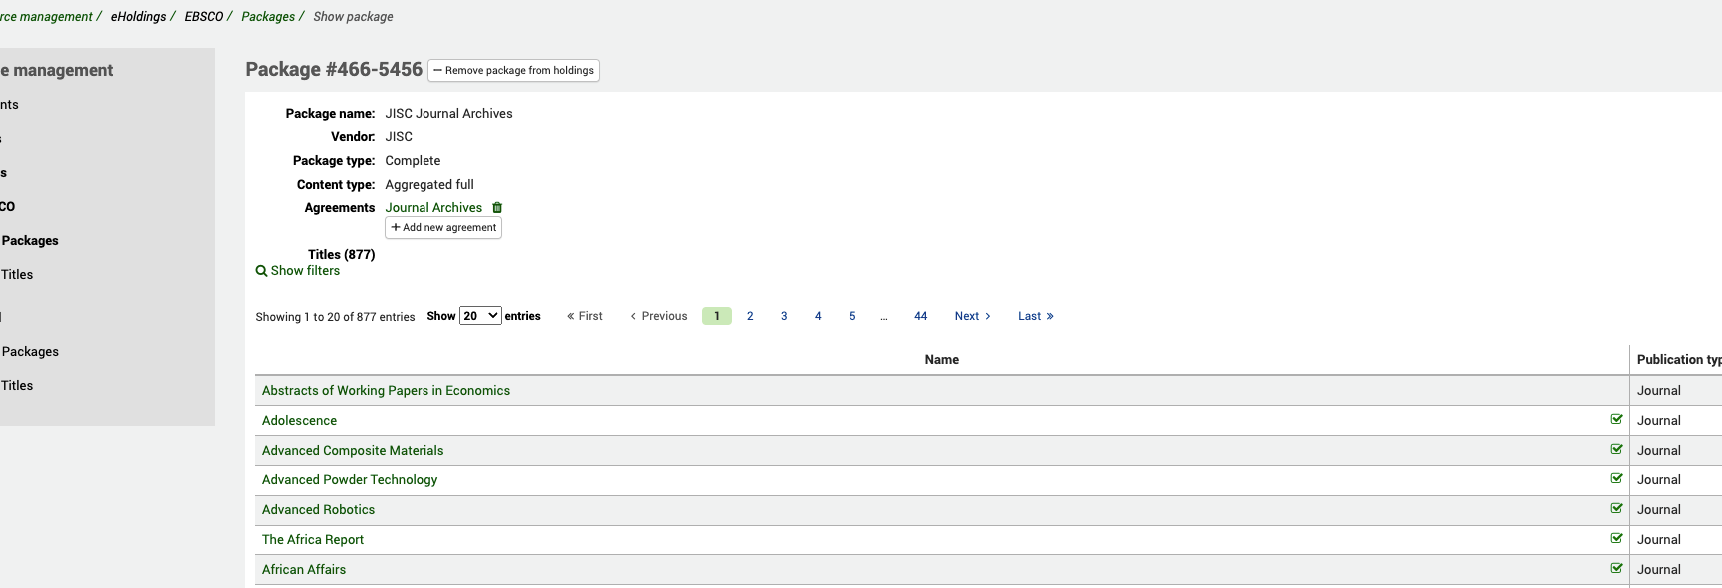 rce management / eHoldings / EBSCO / Packages / Show package
e management
nts
s
s
CO
Packages
Titles
l
Packages
Titles
Package #466-5456 − Remove package from holdings
Package name: JISC Journal Archives
Vendor: JISC
Package type: Complete
Content type: Aggregated full
Agreements Journal Archives
+ Add new agreement
Titles (877)
Show filters
Showing 1 to 20 of 877 entries Show 20 entries « First ‹ Previous 1 2 3 4 5 ... 44 Next › Last »
Name Publication typ
Abstracts of Working Papers in Economics Journal
Adolescence Journal
Advanced Composite Materials Journal
Advanced Powder Technology Journal
Advanced Robotics Journal
The Africa Report Journal
African Affairs Journal